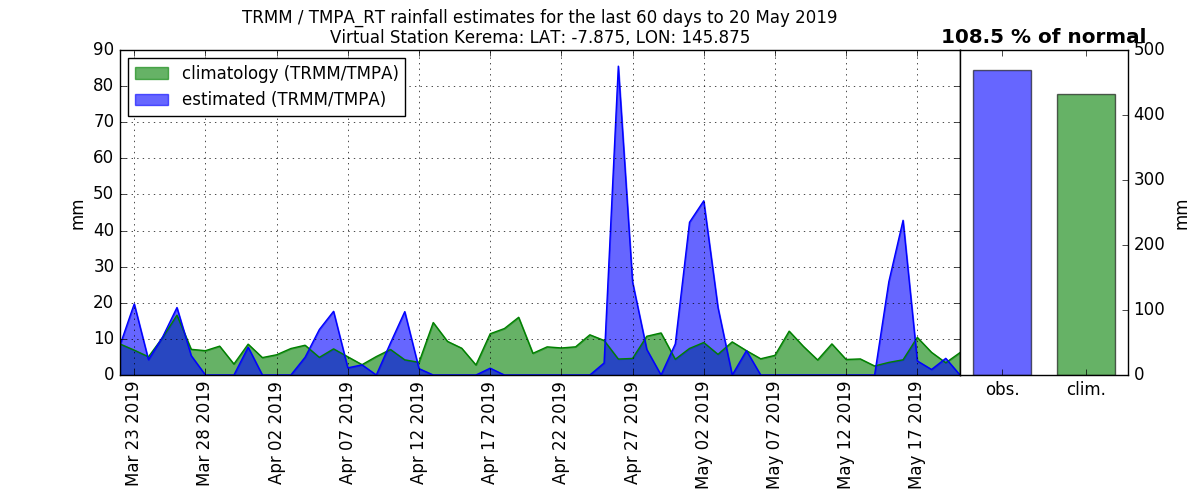 TRMM / TMPA_RT rainfall estimates for the last 60 days to 20 May 2019
Virtual Station Kerema: LAT: -7.875, LON: 145.875
108.5 % of normal
climatology (TRMM/TMPA)
estimated (TRMM/TMPA)
90
80
70
60
50
40
30
20
10
0
mm
500
400
300
200
100
0
mm
Mar 23 2019
Mar 28 2019
Apr 02 2019
Apr 07 2019
Apr 12 2019
Apr 17 2019
Apr 22 2019
Apr 27 2019
May 02 2019
May 07 2019
May 12 2019
May 17 2019
obs.
clim.